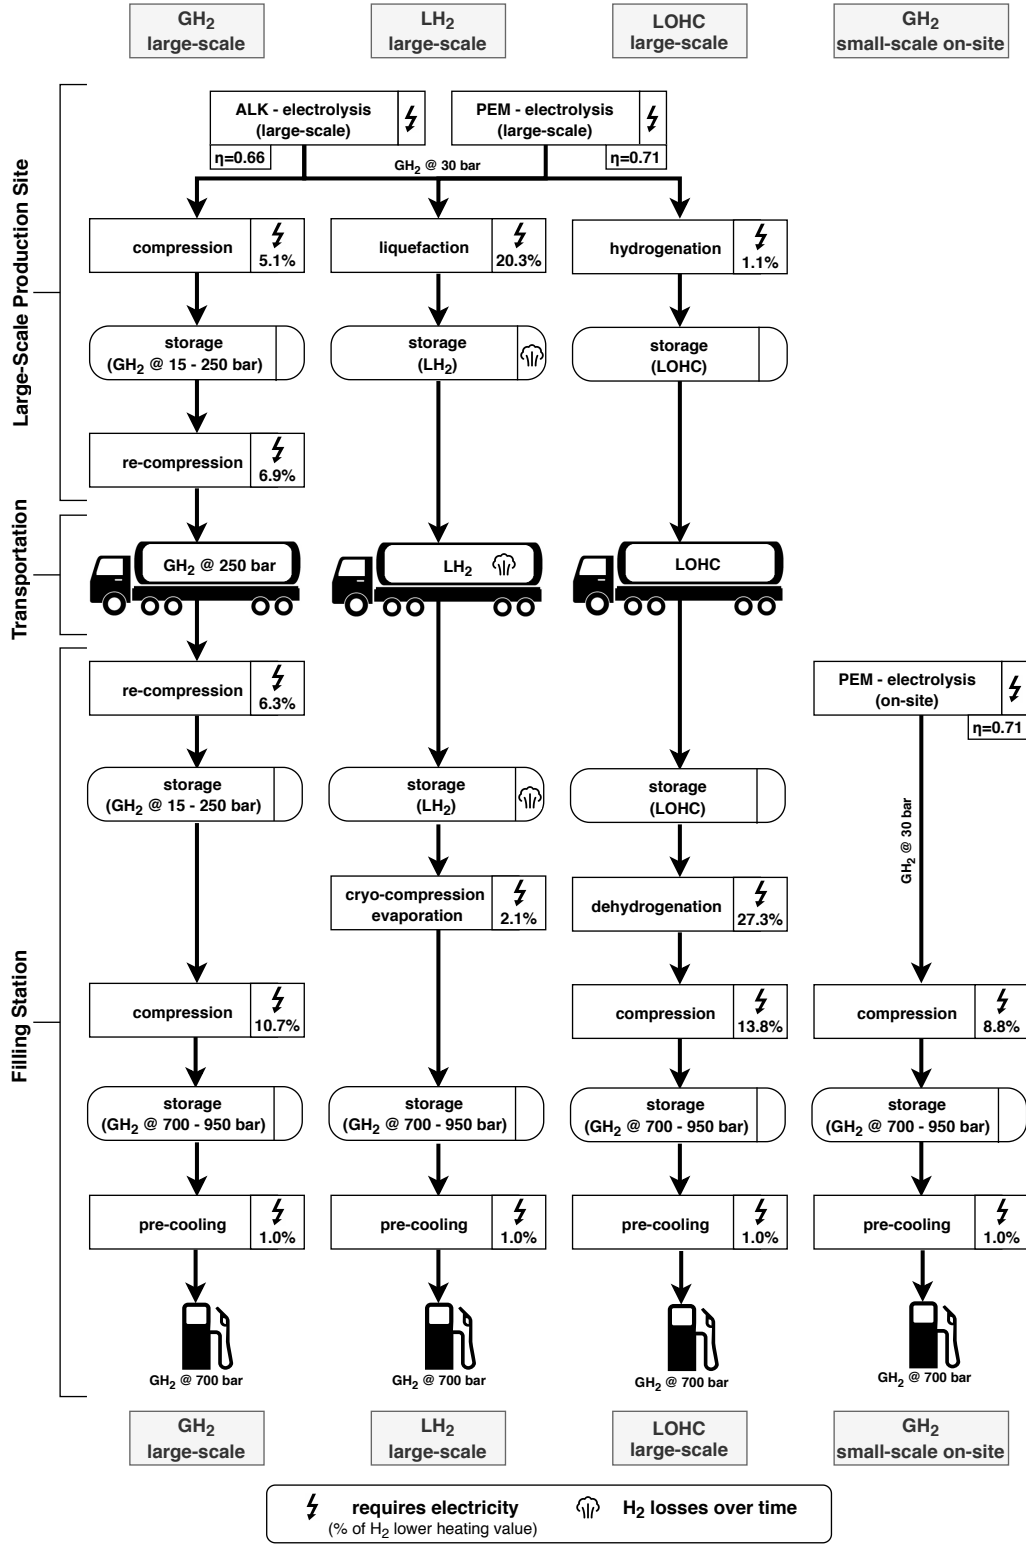 GH2
large-scale
LH2
large-scale
LOHC
large-scale
GH2
small-scale on-site
Large-Scale Production Site
ALK - electrolysis
(large-scale)
η=0.66
PEM - electrolysis
(large-scale)
η=0.71
GH2 @ 30 bar
compression
5.1%
liquefaction
20.3%
hydrogenation
1.1%
storage
(GH2 @ 15 - 250 bar)
storage
(LH2)
storage
(LOHC)
re-compression
6.9%
Transportation
GH2 @ 250 bar
LH2
LOHC
Filling Station
re-compression
6.3%
PEM - electrolysis
(on-site)
η=0.71
storage
(GH2 @ 15 - 250 bar)
storage
(LH2)
storage
(LOHC)
GH2 @ 30 bar
cryo-compression
evaporation
2.1%
dehydrogenation
27.3%
compression
10.7%
compression
13.8%
compression
8.8%
storage
(GH2 @ 700 - 950 bar)
storage
(GH2 @ 700 - 950 bar)
storage
(GH2 @ 700 - 950 bar)
storage
(GH2 @ 700 - 950 bar)
pre-cooling
1.0%
pre-cooling
1.0%
pre-cooling
1.0%
pre-cooling
1.0%
GH2 @ 700 bar
GH2 @ 700 bar
GH2 @ 700 bar
GH2 @ 700 bar
GH2
large-scale
LH2
large-scale
LOHC
large-scale
GH2
small-scale on-site
requires electricity
(% of H2 lower heating value)
H2 losses over time